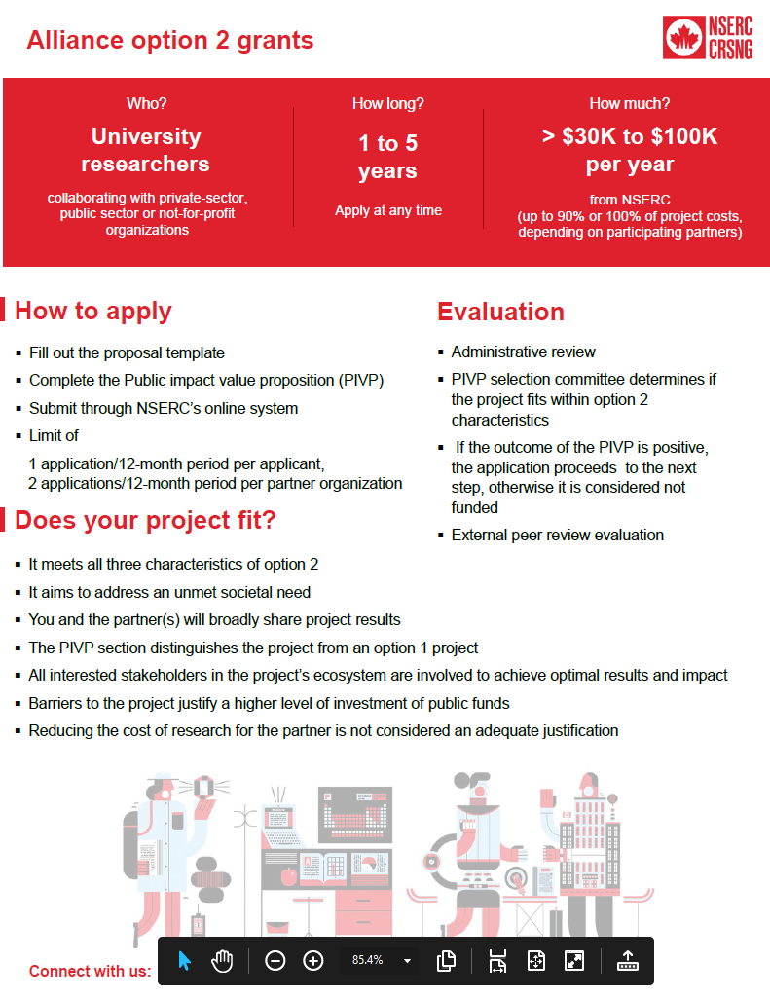 Alliance option 2 grants
NSERC
CRSNG
Who?
University
researchers
collaborating with private-sector,
public sector or not-for-profit
organizations
How long?
1 to 5
years
Apply at any time
How much?
> $30K to $100K
per year
from NSERC
(up to 90% or 100% of project costs,
depending on participating partners)
How to apply
▪ Fill out the proposal template
▪ Complete the Public impact value proposition (PIVP)
▪ Submit through NSERC's online system
▪ Limit of
1 application/12-month period per applicant,
2 applications/12-month period per partner organization
Evaluation
▪ Administrative review
▪ PIVP selection committee determines if
the project fits within option 2
characteristics
▪ If the outcome of the PIVP is positive,
the application proceeds to the next
step, otherwise it is considered not
funded
▪ External peer review evaluation
Does your project fit?
▪ It meets all three characteristics of option 2
▪ It aims to address an unmet societal need
▪ You and the partner(s) will broadly share project results
▪ The PIVP section distinguishes the project from an option 1 project
▪ All interested stakeholders in the project's ecosystem are involved to achieve optimal results and impact
▪ Barriers to the project justify a higher level of investment of public funds
▪ Reducing the cost of research for the partner is not considered an adequate justification
Connect with us:
85.4%